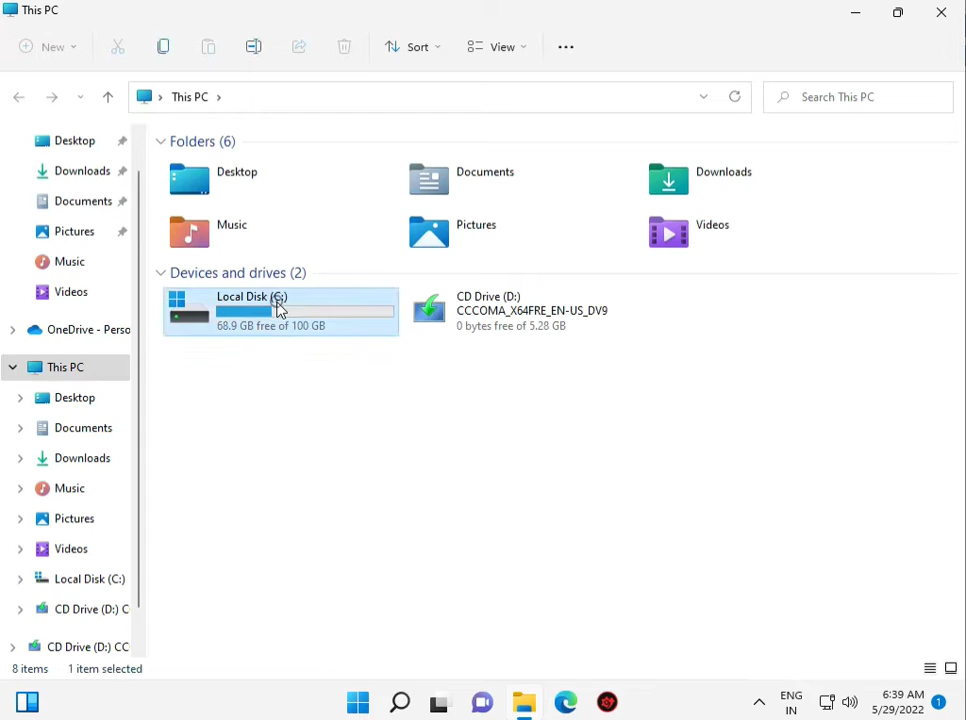 This PC
New
Sort
View
This PC
Search This PC
Desktop
Downloads
Documents
Pictures
Music
Videos
OneDrive - Perso
This PC
Desktop
Documents
Downloads
Music
Pictures
Videos
Local Disk (C:)
CD Drive (D:) C
CD Drive (D:) CC
Folders (6)
Desktop
Documents
Downloads
Music
Pictures
Videos
Devices and drives (2)
Local Disk (C:)
68.9 GB free of 100 GB
CD Drive (D:)
CCCOMA_X64FRE_EN-US_DV9
0 bytes free of 5.28 GB
8 items
1 item selected
ENG
IN
6:39 AM
5/29/2022
1